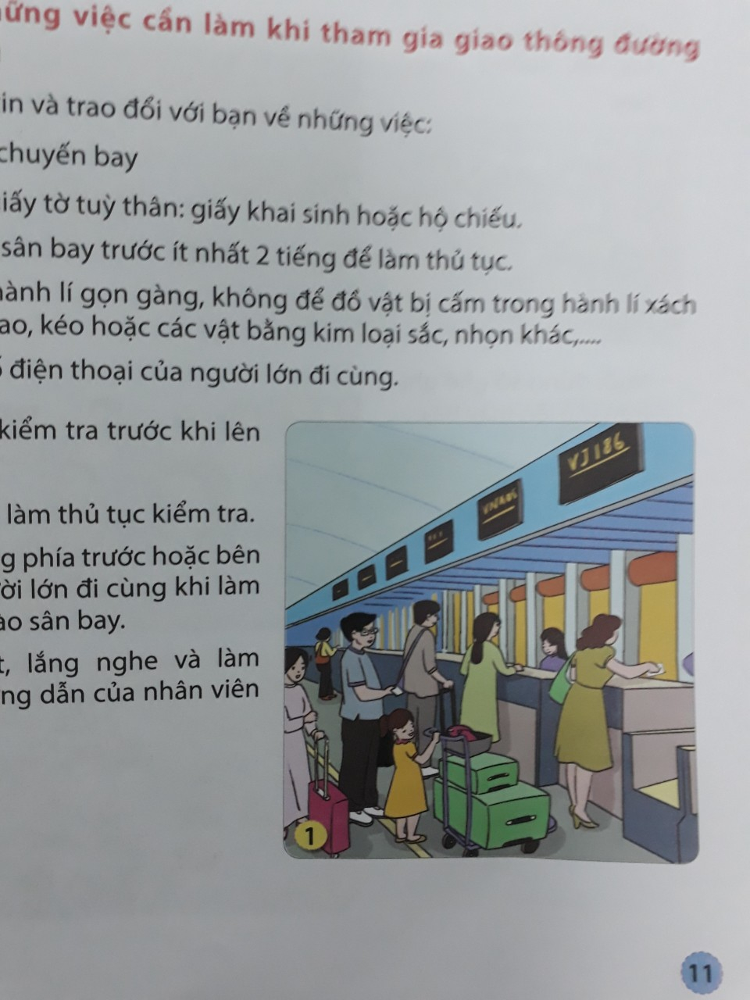 ững việc cần làm khi tham gia giao thông đường
in và trao đổi với bạn về những việc:
chuyến bay
iấy tờ tuỳ thân: giấy khai sinh hoặc hộ chiếu.
sân bay trước ít nhất 2 tiếng để làm thủ tục.
hành lí gọn gàng, không để đồ vật bị cấm trong hành lí xách
ao, kéo hoặc các vật bằng kim loại sắc, nhọn khác,....
điện thoại của người lớn đi cùng.
kiểm tra trước khi lên
làm thủ tục kiểm tra.
g phía trước hoặc bên
ời lớn đi cùng khi làm
ào sân bay.
t, lắng nghe và làm
ng dẫn của nhân viên
VJ186
1
11